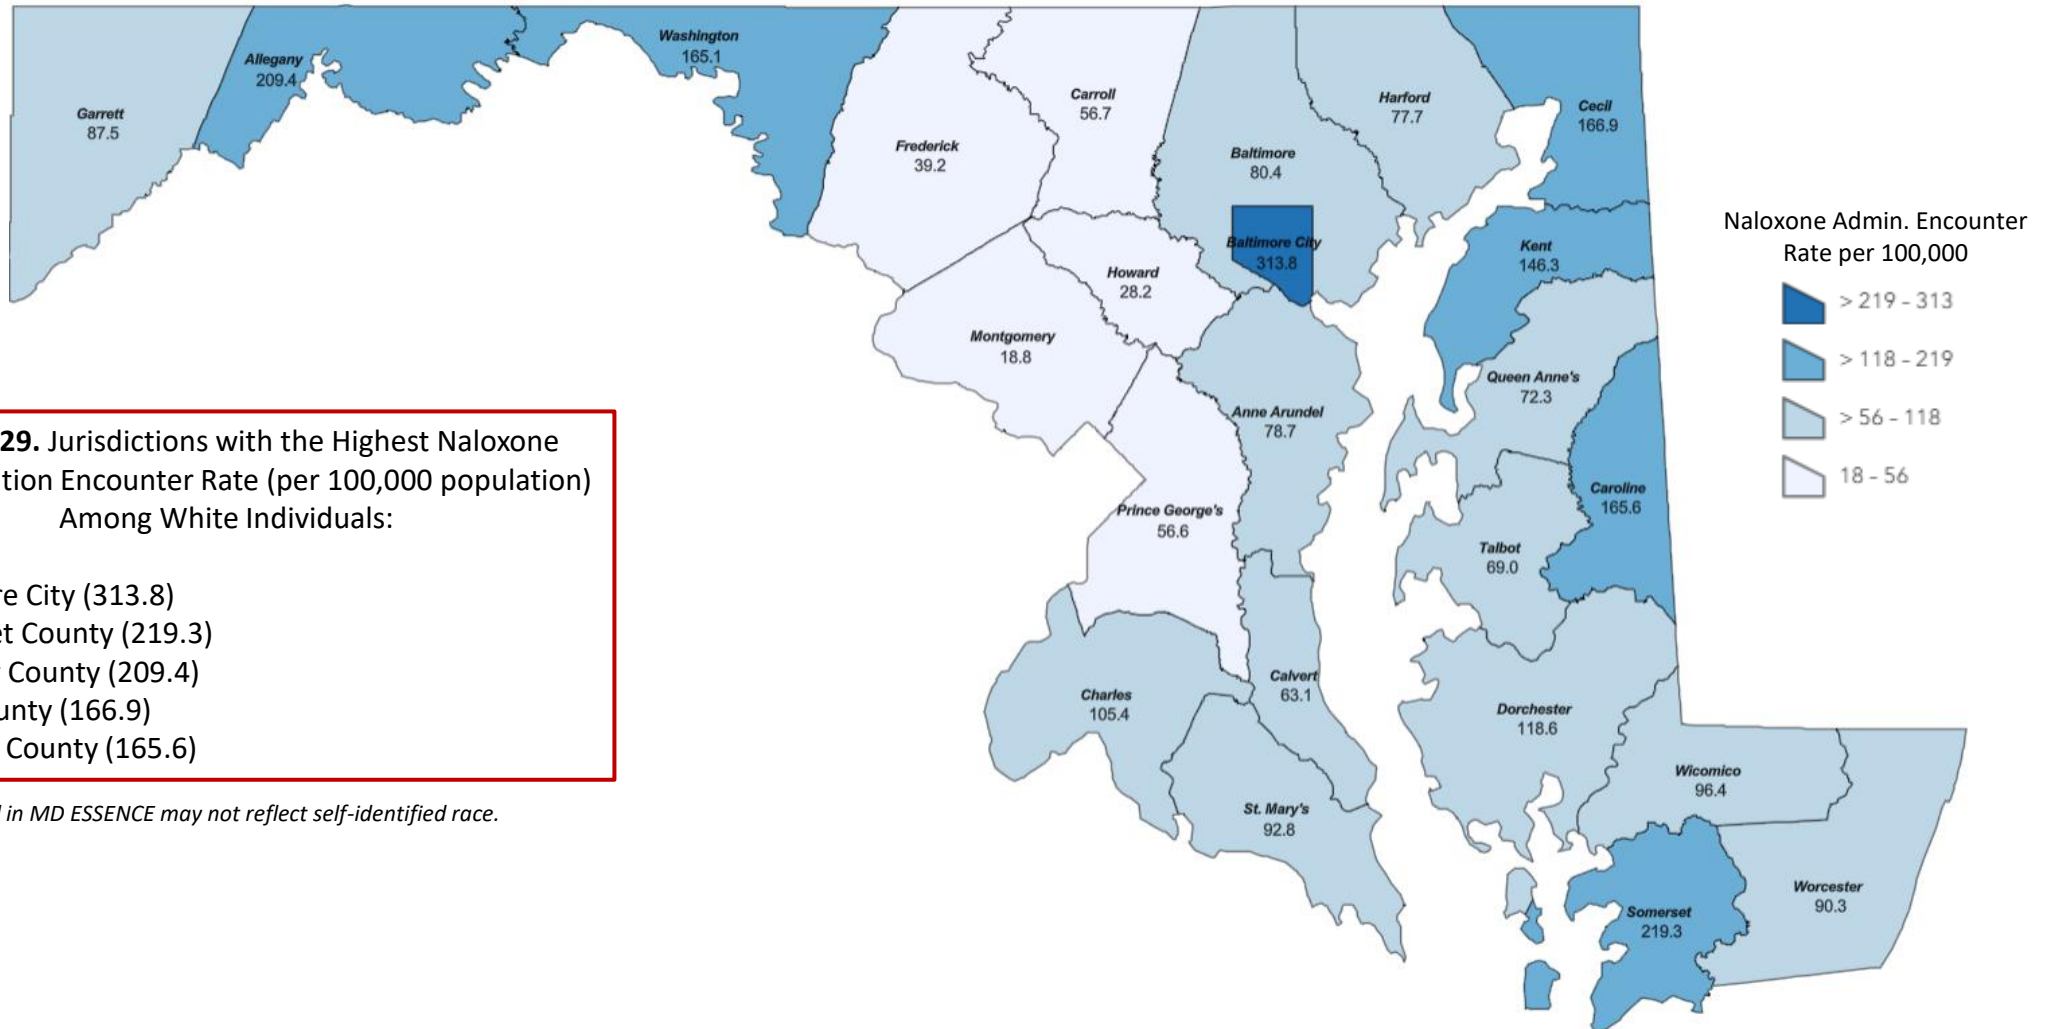 Garrett
87.5
Allegany
209.4
Washington
165.1
Frederick
39.2
Carroll
56.7
Baltimore
80.4
Harford
77.7
Cecil
166.9
Baltimore City
313.8
Howard
28.2
Montgomery
18.8
Kent
146.3
Queen Anne's
72.3
Anne Arundel
78.7
Prince George's
56.6
Caroline
165.6
Talbot
69.0
Charles
105.4
Calvert
63.1
Dorchester
118.6
St. Mary's
92.8
Wicomico
96.4
Worcester
90.3
Somerset
219.3
Naloxone Admin. Encounter
Rate per 100,000
> 219 - 313
> 118 - 219
> 56 - 118
18 - 56
29. Jurisdictions with the Highest Naloxone
tion Encounter Rate (per 100,000 population)
Among White Individuals:
re City (313.8)
et County (219.3)
County (209.4)
unty (166.9)
County (165.6)
in MD ESSENCE may not reflect self-identified race.